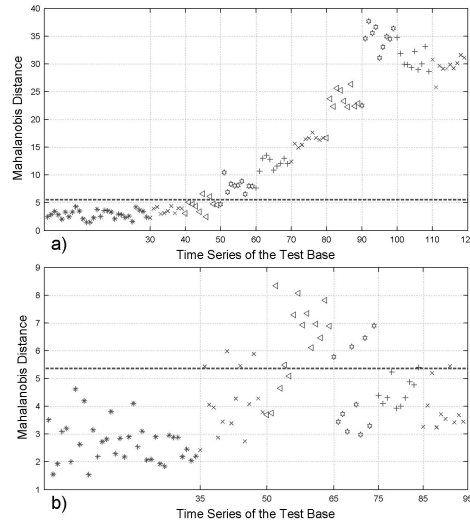 40
35
30
25
20
15
10
5
0
Mahalanobis Distance
30 40 50 60 70 80 90 100 110 120
a)
Time Series of the Test Base
9
8
7
6
5
4
3
2
1
Mahalanobis Distance
35 50 65 75 85 95
b)
Time Series of the Test Base